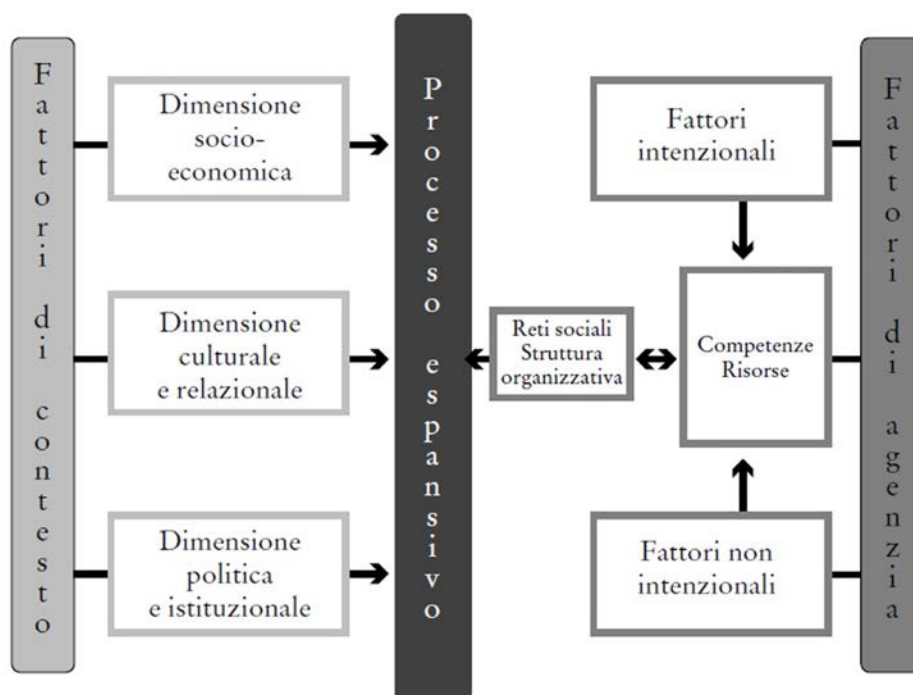 Fattori di contesto
Dimensione
socio-
economica
Dimensione
culturale
e relazionale
Dimensione
politica
e istituzionale
Processo espansivo
Reti sociali
Struttura
organizzativa
Fattori
intenzionali
Competenze
Risorse
Fattori non
intenzionali
Fattori di agenzia